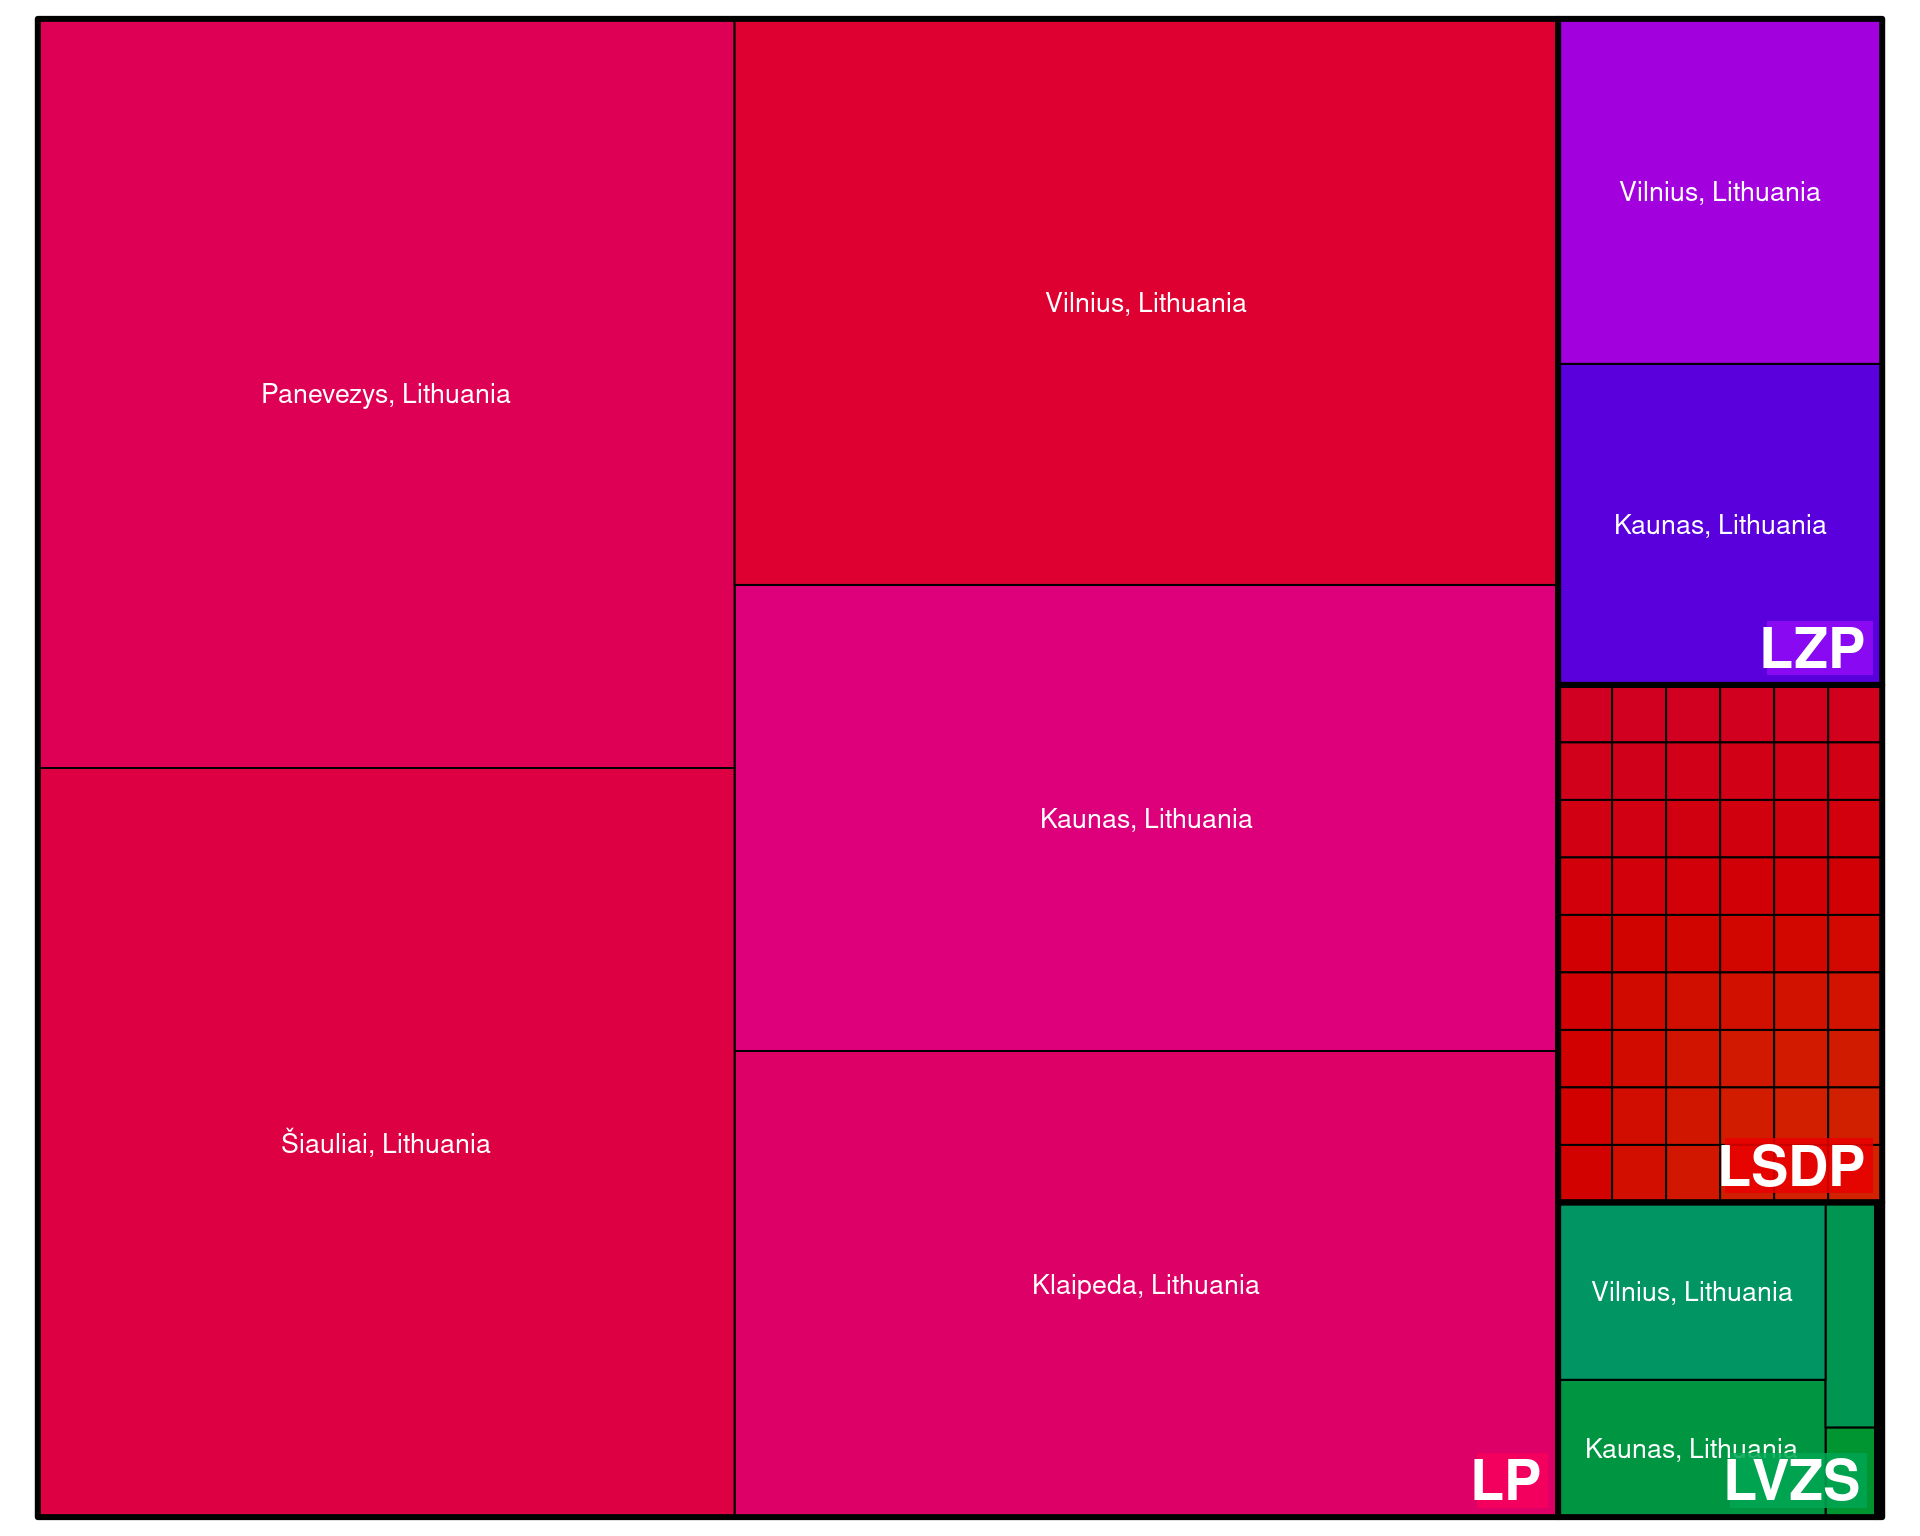 Panevezys, Lithuania
Šiauliai, Lithuania
Vilnius, Lithuania
Kaunas, Lithuania
Klaipeda, Lithuania
LP
Vilnius, Lithuania
Kaunas, Lithuania
LZP
LSDP
Vilnius, Lithuania
Kaunas, Lithuania
LVZS